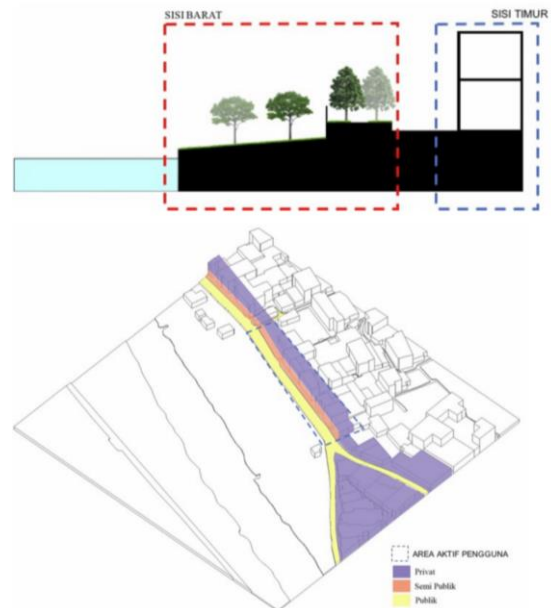 SISI BARAT
SISI TIMUR
AREA AKTIF PENGGUNA
Privat
Semi Publik
Publik